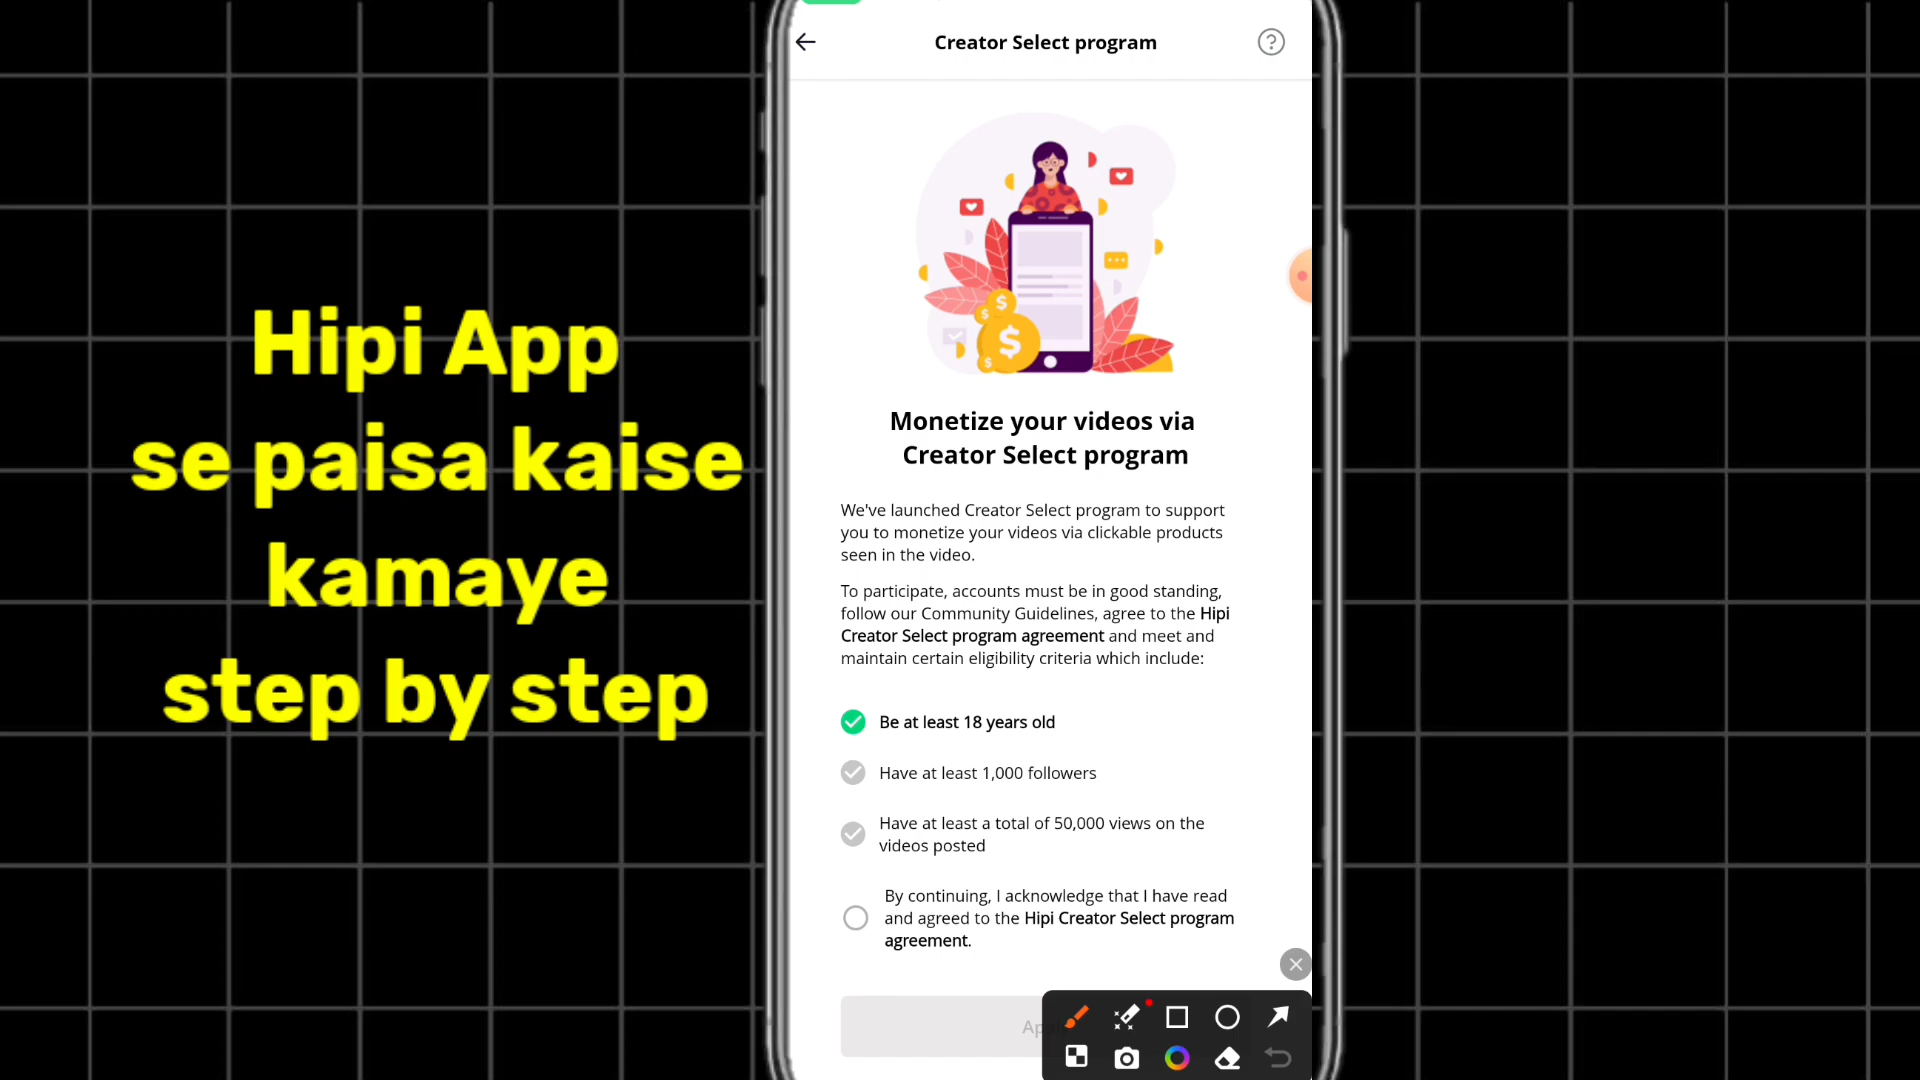 Hipi App
se paisa kaise
kamaye
step by step
Creator Select program
Monetize your videos via
Creator Select program
We've launched Creator Select program to support
you to monetize your videos via clickable products
seen in the video.
To participate, accounts must be in good standing,
follow our Community Guidelines, agree to the Hipi
Creator Select program agreement and meet and
maintain certain eligibility criteria which include:
Be at least 18 years old
Have at least 1,000 followers
Have at least a total of 50,000 views on the
videos posted
By continuing, I acknowledge that I have read
and agreed to the Hipi Creator Select program
agreement.